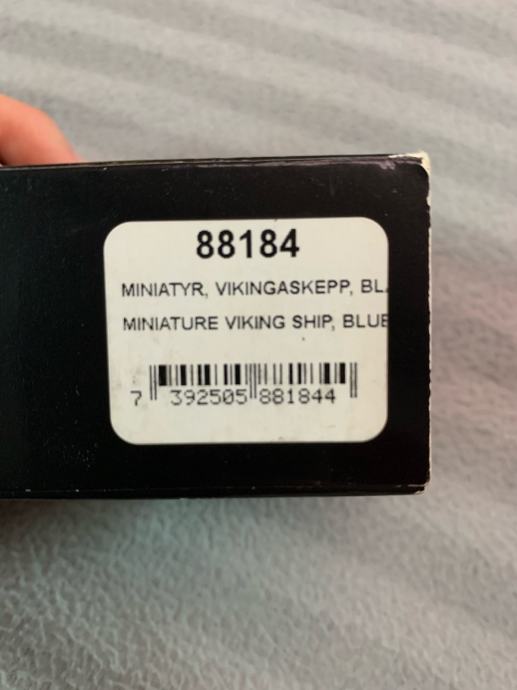 88184
MINIATYR, VIKINGASKEPP, BL
MINIATURE VIKING SHIP, BLUE
7 392505 881844